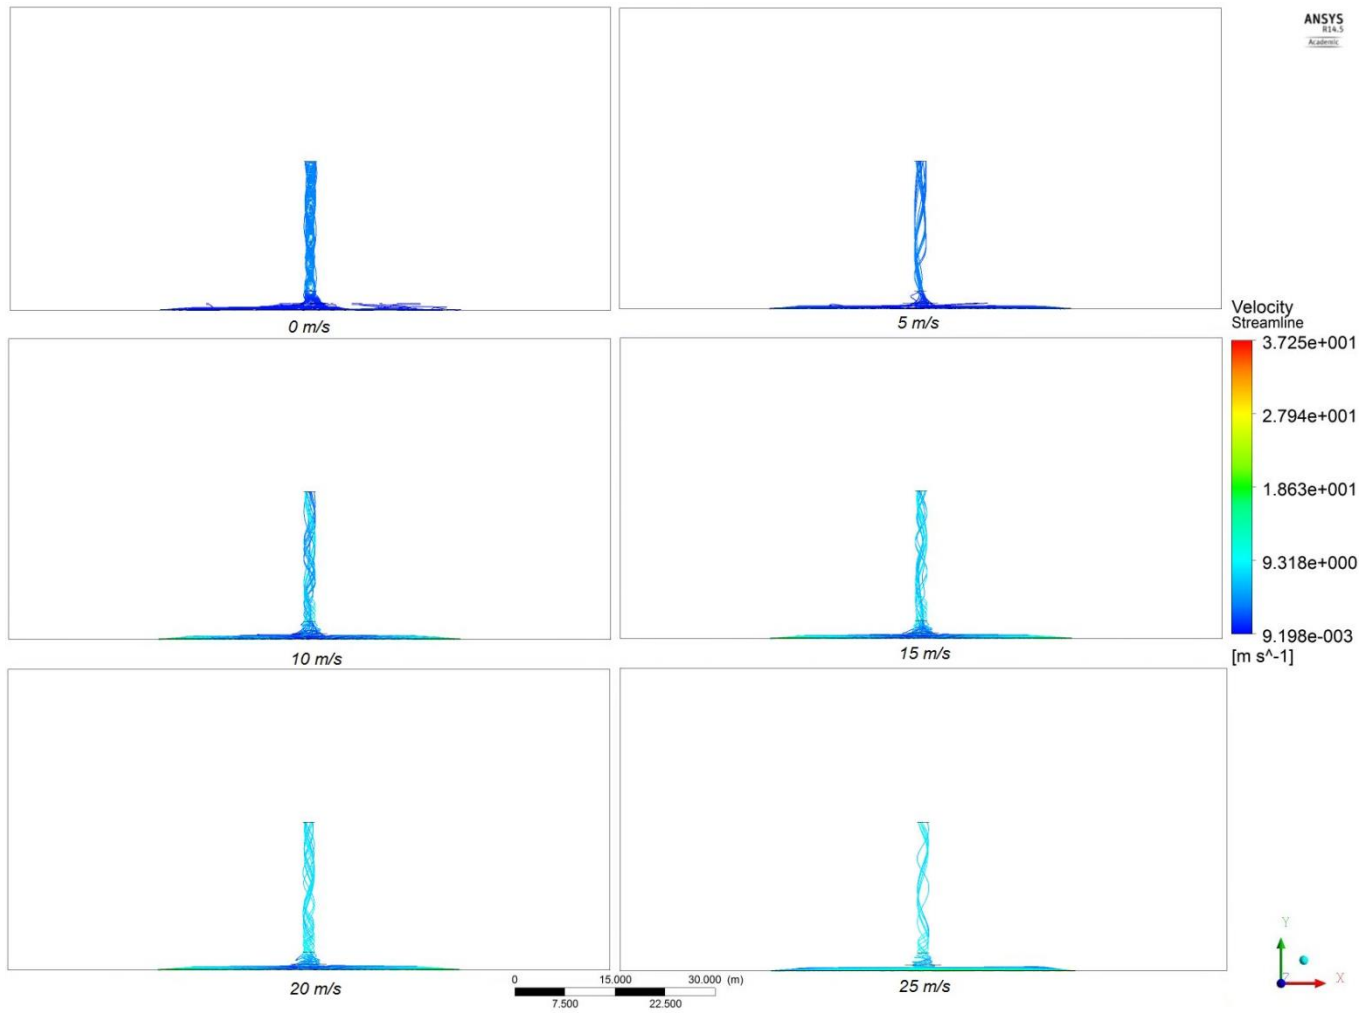 ANSYS
R14.5
Academic
0 m/s
5 m/s
Velocity
Streamline
3.725e+001
2.794e+001
1.863e+001
9.318e+000
9.198e-003
[m s^-1]
10 m/s
15 m/s
20 m/s
0 15.000 30.000 (m)
7.500 22.500
25 m/s
Y
Z X